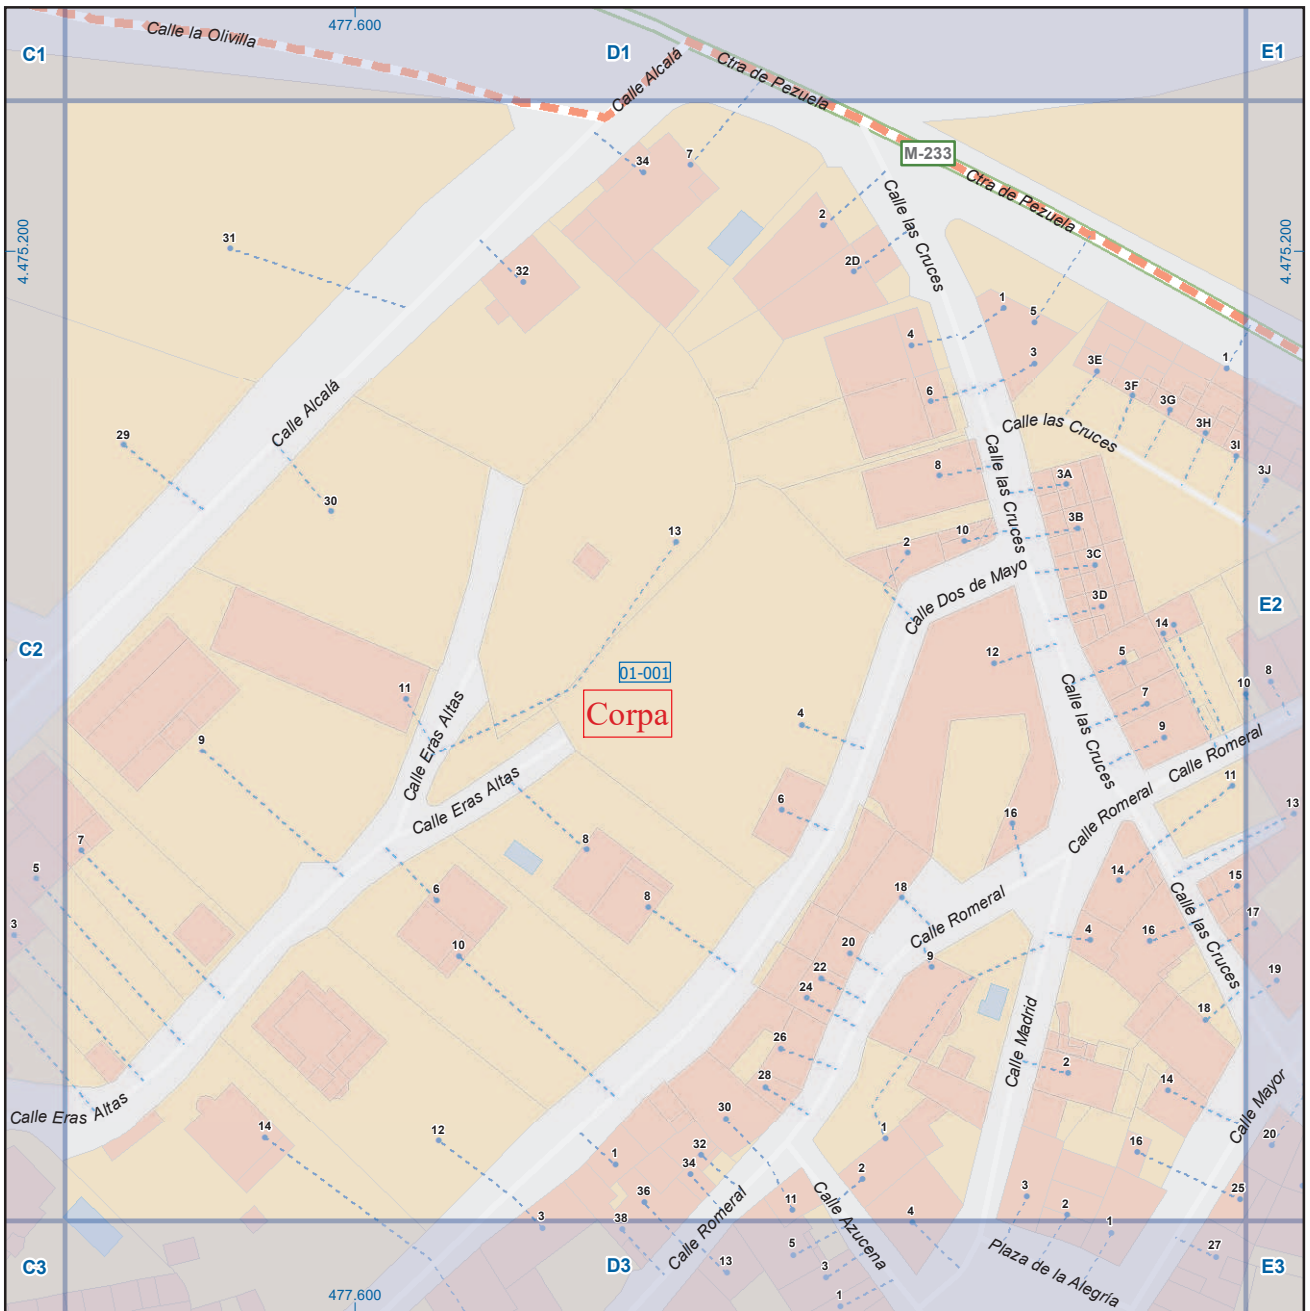 477.600
C1
D1
E1
Calle la Olivilla
Calle Alcalá
Ctra de Pezuela
M-233
Ctra de Pezuela
34
7
2
2D
Calle las Cruces
31
32
4.475.200
4.475.200
1
5
4
3
6
3E
3F
3G
3H
3I
3J
1
Calle las Cruces
Calle Alcalá
29
30
8
Calle las Cruces
3A
3B
3C
3D
10
2
13
Calle Dos de Mayo
C2
E2
12
14
5
7
9
8
10
01-001
Corpa
11
9
4
6
Calle Eras Altas
Calle Eras Altas
Calle las Cruces
Calle Romeral
Calle Romeral
11
13
16
14
15
17
7
5
3
6
8
8
10
18
Calle Romeral
20
22
24
26
28
30
9
4
16
Calle las Cruces
19
18
Calle Madrid
2
14
Calle Mayor
20
16
25
Calle Eras Altas
14
12
1
32
34
36
38
3
11
1
2
4
3
2
1
Calle Romeral
Calle Azucena
5
3
1
13
Plaza de la Alegría
27
C3
D3
E3
477.600